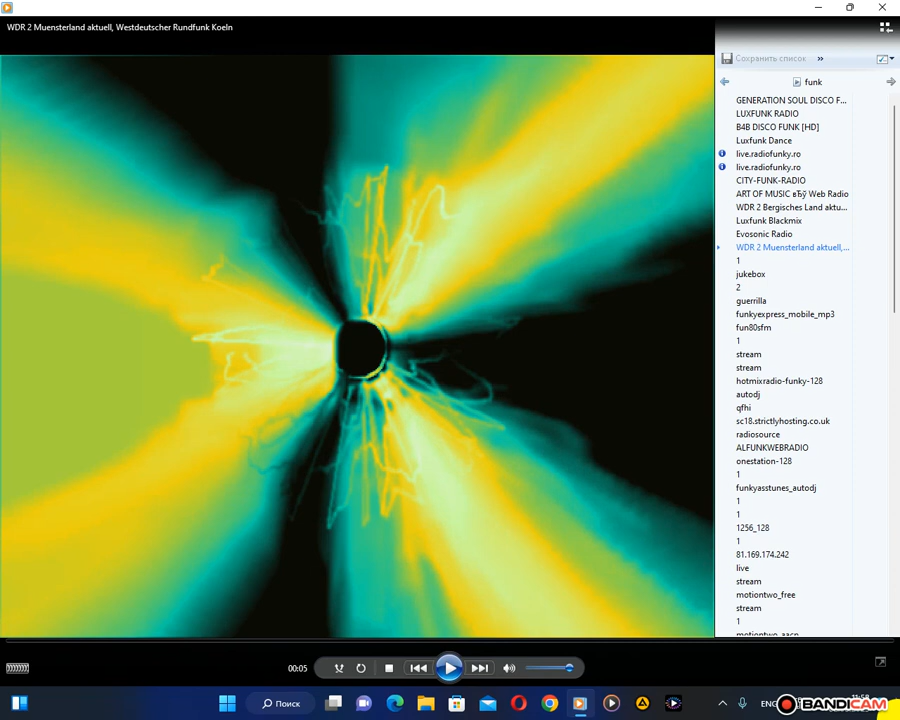 WDR 2 Muensterland aktuell, Westdeutscher Rundfunk Koeln
Сохранить список »
funk
GENERATION SOUL DISCO F...
LUXFUNK RADIO
B4B DISCO FUNK [HD]
Luxfunk Dance
live.radiofunky.ro
live.radiofunky.ro
CITY-FUNK-RADIO
ART OF MUSIC вЂў Web Radio
WDR 2 Bergisches Land aktu...
Luxfunk Blackmix
Evosonic Radio
WDR 2 Muensterland aktuell,...
1
jukebox
2
guerrilla
funkyexpress_mobile_mp3
fun80sfm
1
stream
stream
hotmixradio-funky-128
autodj
qfhi
sc18.strictlyhosting.co.uk
radiosource
ALFUNKWEBRADIO
onestation-128
1
funkyasstunes_autodj
1
1
1256_128
1
81.169.174.242
live
stream
motiontwo_free
stream
1
motiontwo_aacp
00:05
Поиск
ENG
11:58
BANDICAM